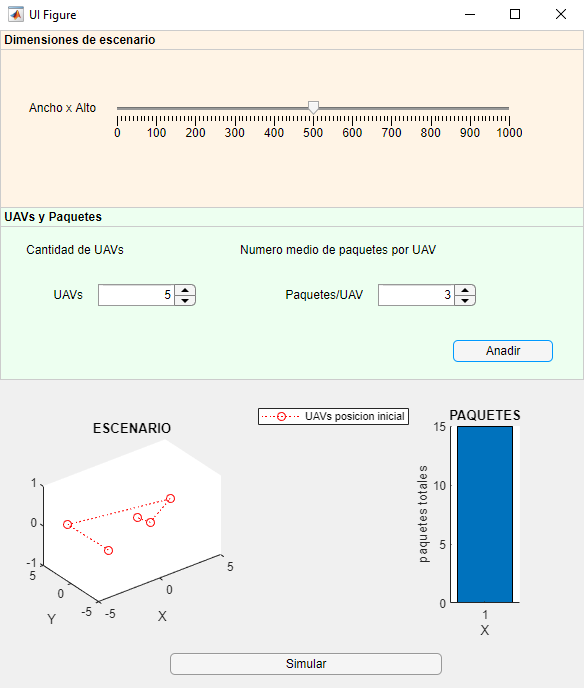 UI Figure
Dimensiones de escenario
Ancho x Alto
0 100 200 300 400 500 600 700 800 900 1000
UAVs y Paquetes
Cantidad de UAVs
Numero medio de paquetes por UAV
UAVs 5
Paquetes/UAV 3
Anadir
ESCENARIO
UAVs posicion inicial
1
0
-1
5
0
-5
Y
-5
0
5
X
PAQUETES
15
10
5
0
paquetes totales
1
X
Simular